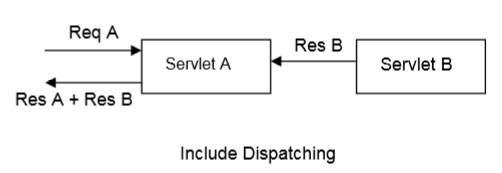 Req A
Res B
Servlet A
Servlet B
Res A + Res B
Include Dispatching